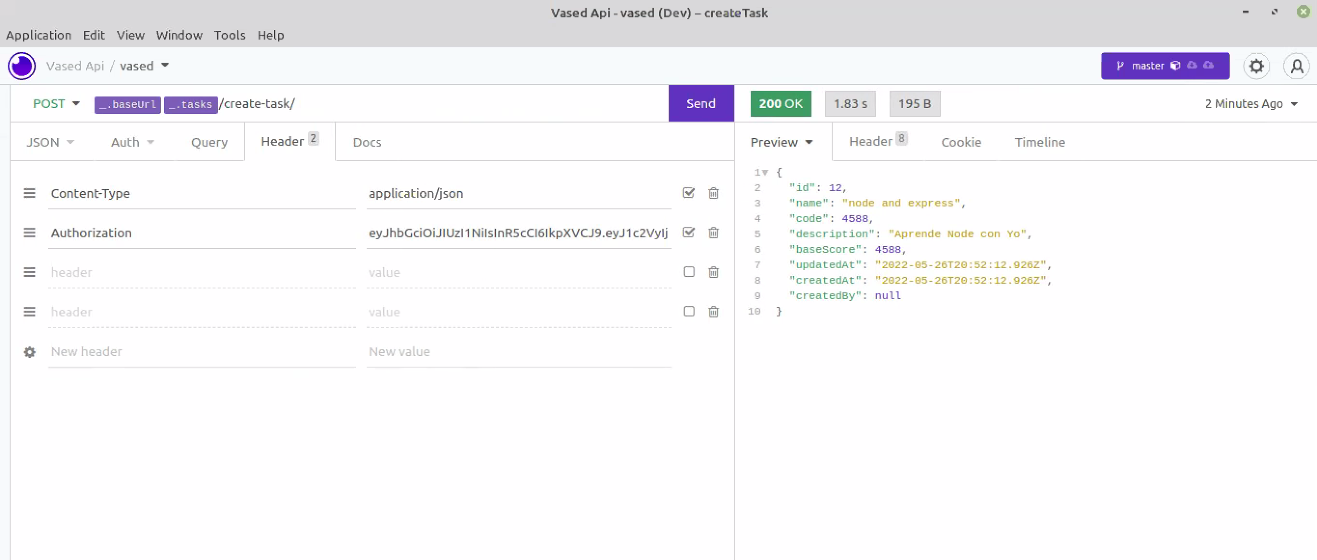 Vased Api - vased (Dev) – createTask
Application Edit View Window Tools Help
Vased Api / vased
master
POST _.baseUrl _.tasks /create-task/ Send
200 OK 1.83 s 195 B 2 Minutes Ago
JSON Auth Query Header 2 Docs
Preview Header 8 Cookie Timeline
Content-Type application/json
Authorization eyJhbGciOiJIUzI1NiIsInR5cCI6IkpXVCJ9.eyJ1c2VyIj
header value
header value
New header New value
1 {
2 "id": 12,
3 "name": "node and express",
4 "code": 4588,
5 "description": "Aprende Node con Yo",
6 "baseScore": 4588,
7 "updatedAt": "2022-05-26T20:52:12.926Z",
8 "createdAt": "2022-05-26T20:52:12.926Z",
9 "createdBy": null
10 }